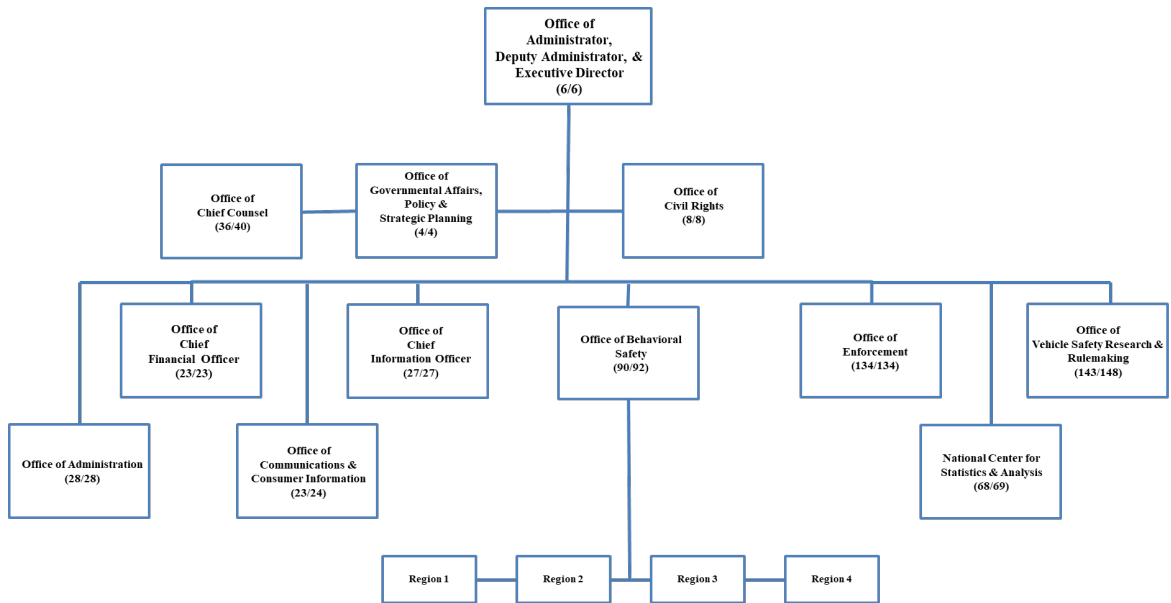 Office of
Administrator,
Deputy Administrator, &
Executive Director
(6/6)
Office of
Chief Counsel
(36/40)
Office of
Governmental Affairs,
Policy &
Strategic Planning
(4/4)
Office of
Civil Rights
(8/8)
Office of
Chief
Financial Officer
(23/23)
Office of
Chief
Information Officer
(27/27)
Office of Behavioral
Safety
(90/92)
Office of
Enforcement
(134/134)
Office of
Vehicle Safety Research &
Rulemaking
(143/148)
Office of Administration
(28/28)
Office of
Communications &
Consumer Information
(23/24)
National Center for
Statistics & Analysis
(68/69)
Region 1
Region 2
Region 3
Region 4